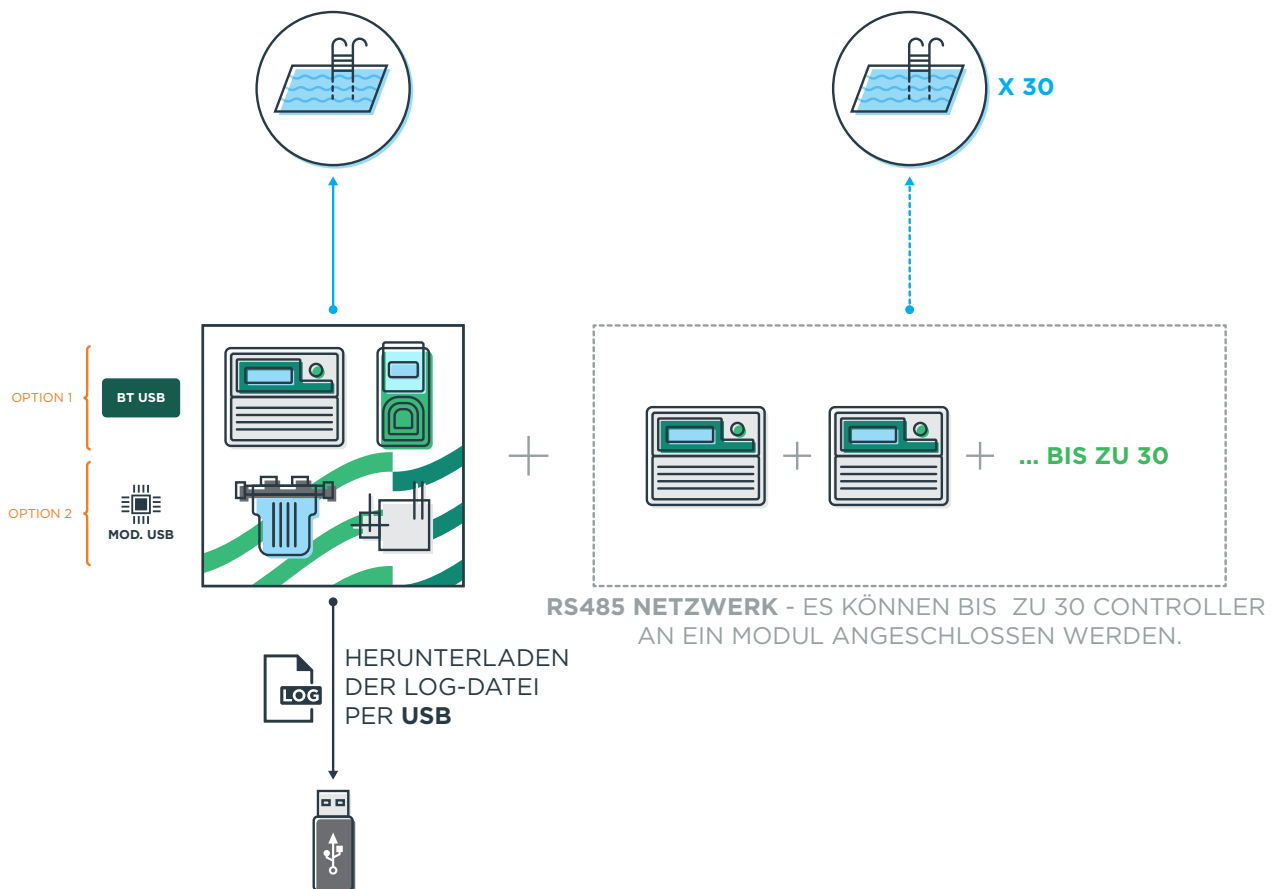 X 30
OPTION 1
BT USB
... BIS ZU 30
OPTION 2
MOD. USB
RS485 NETZWERK - ES KÖNNEN BIS ZU 30 CONTROLLER
AN EIN MODUL ANGESCHLOSSEN WERDEN.
LOG
HERUNTERLADEN
DER LOG-DATEI
PER USB